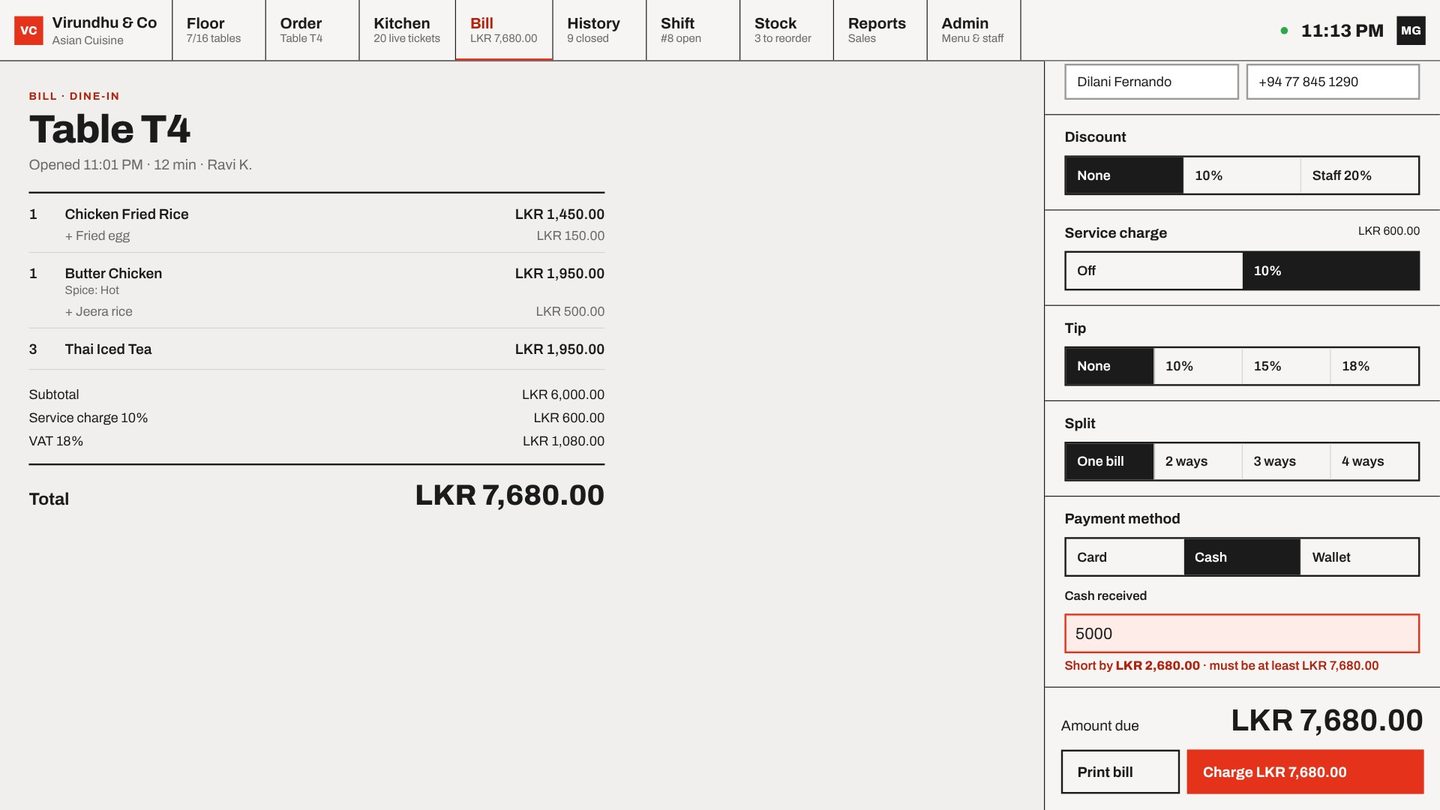 VC
Virundhu & Co
Asian Cuisine
Floor
7/16 tables
Order
Table T4
Kitchen
20 live tickets
Bill
LKR 7,680.00
History
9 closed
Shift
#8 open
Stock
3 to reorder
Reports
Sales
Admin
Menu & staff
11:13 PM
MG
BILL · DINE-IN
Table T4
Opened 11:01 PM · 12 min · Ravi K.
1 Chicken Fried Rice LKR 1,450.00
+ Fried egg LKR 150.00
1 Butter Chicken LKR 1,950.00
Spice: Hot
+ Jeera rice LKR 500.00
3 Thai Iced Tea LKR 1,950.00
Subtotal LKR 6,000.00
Service charge 10% LKR 600.00
VAT 18% LKR 1,080.00
Total LKR 7,680.00
Dilani Fernando +94 77 845 1290
Discount
None 10% Staff 20%
Service charge LKR 600.00
Off 10%
Tip
None 10% 15% 18%
Split
One bill 2 ways 3 ways 4 ways
Payment method
Card Cash Wallet
Cash received
5000
Short by LKR 2,680.00 · must be at least LKR 7,680.00
Amount due LKR 7,680.00
Print bill Charge LKR 7,680.00